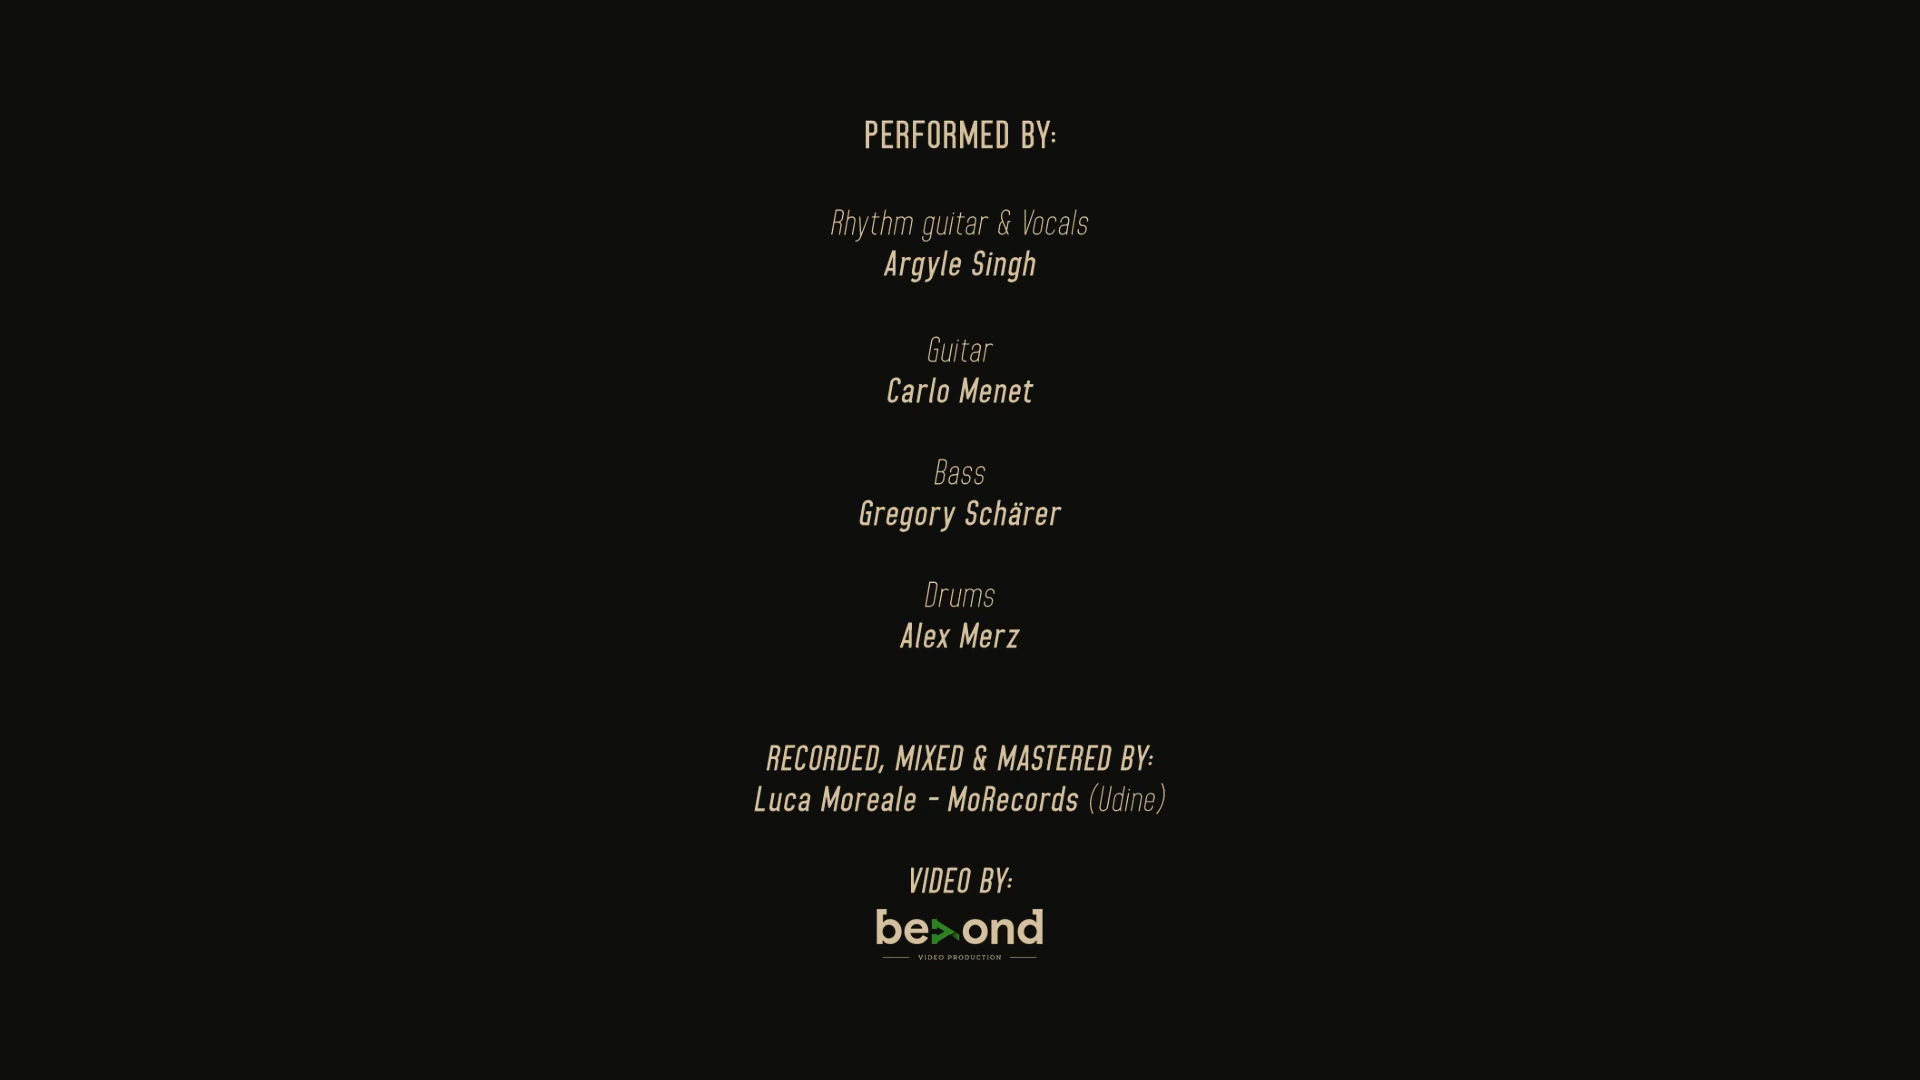 PERFORMED BY:
Rhythm guitar & Vocals
Argyle Singh
Guitar
Carlo Menet
Bass
Gregory Schärer
Drums
Alex Merz
RECORDED, MIXED & MASTERED BY:
Luca Moreale - MoRecords (Udine)
VIDEO BY:
beyond
VIDEO PRODUCTION